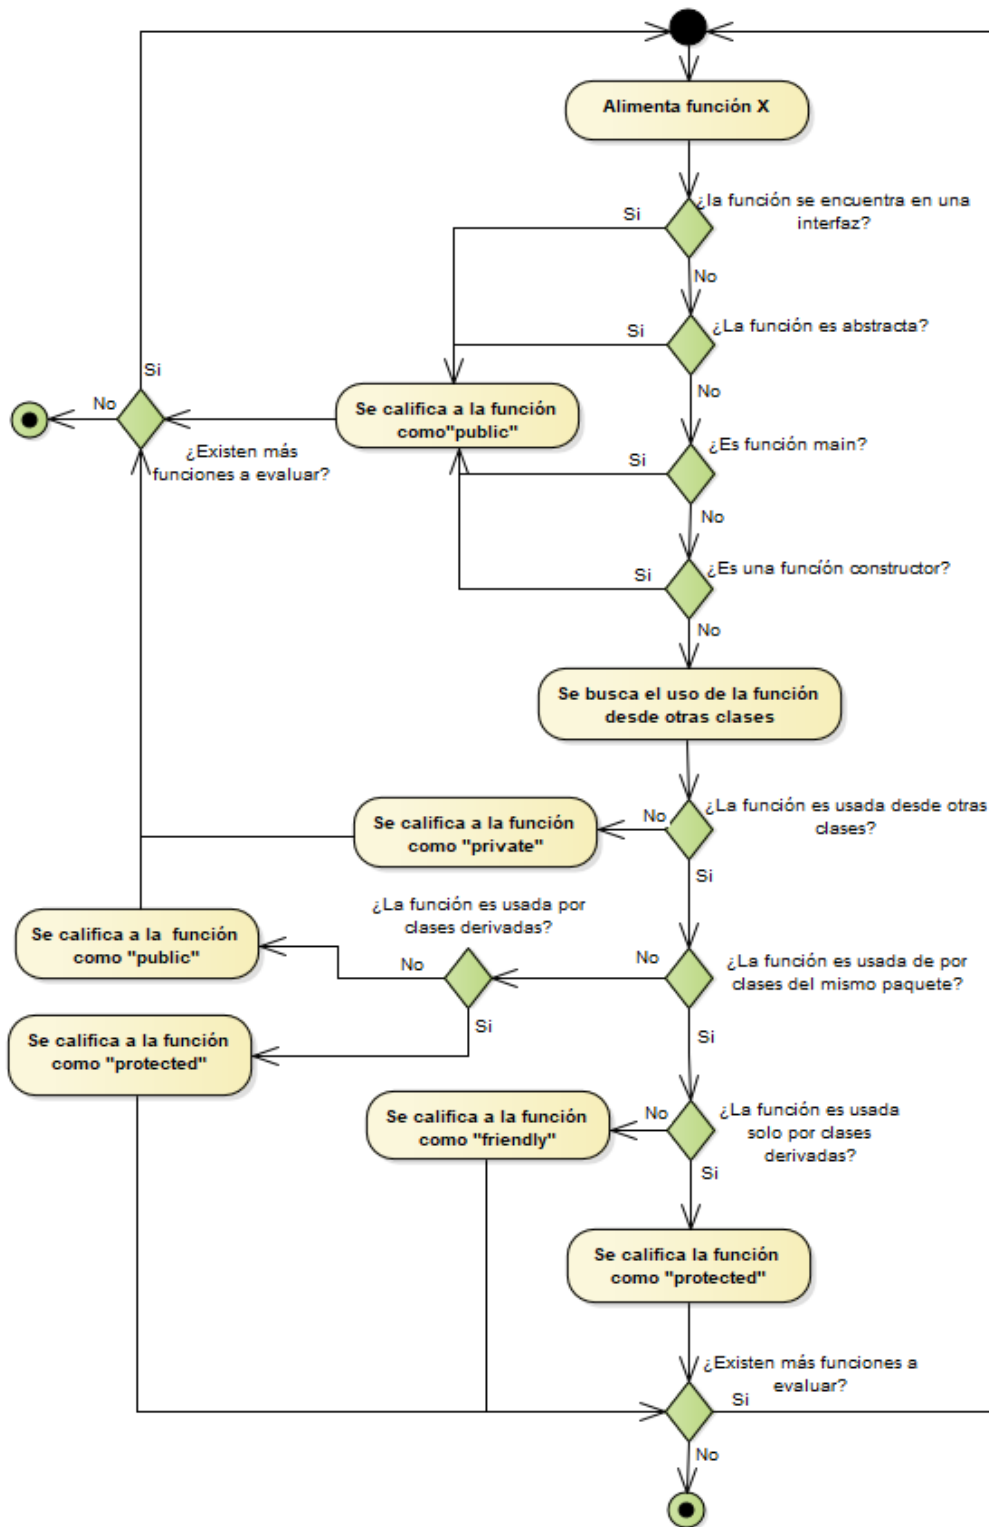 Alimenta función X
¿la función se encuentra en una
interfaz?
Si
No
¿La función es abstracta?
Si
No
Se califica a la función
como"public"
Si
No
¿Existen más
funciones a evaluar?
¿Es función main?
Si
No
¿Es una función constructor?
Si
No
Se busca el uso de la función
desde otras clases
¿La función es usada desde otras
clases?
No
Si
Se califica a la función
como "private"
¿La función es usada por
clases derivadas?
No
Si
Se califica a la  función
como "public"
¿La función es usada de por
clases del mismo paquete?
No
Si
Se califica a la función
como "protected"
Se califica a la función
como "friendly"
No
¿La función es usada
solo por clases
derivadas?
Si
Se califica la función
como "protected"
¿Existen más funciones a
evaluar?
Si
No